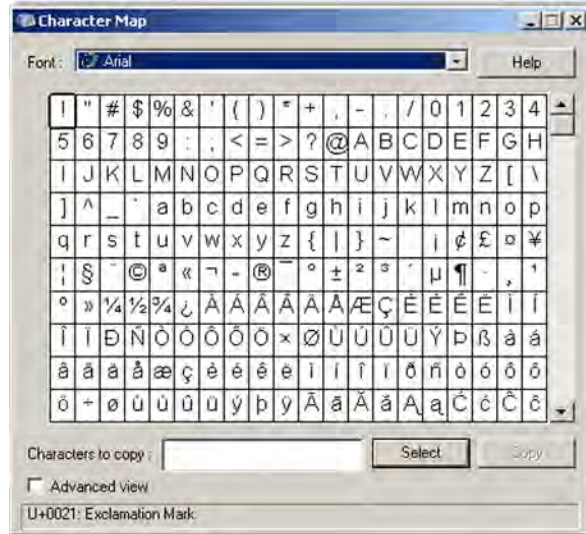 Character Map
Font : Arial Help
! " # $ % & ' ( ) * + , - . / 0 1 2 3 4
5 6 7 8 9 : ; < = > ? @ A B C D E F G H
I J K L M N O P Q R S T U V W X Y Z [ \
] ^ _ ` a b c d e f g h i j k l m n o p
q r s t u v w x y z { | } ~ ¡ ¢ £ ¤ ¥
¦ § ¨ © ª « ¬ - ® ¯ ° ± ² ³ ´ µ ¶ · ¸ ¹
º » ¼ ½ ¾ ¿ À Á Â Ã Ä Å Æ Ç È É Ê Ë Ì Í
Î Ï Ð Ñ Ò Ó Ô Õ Ö × Ø Ù Ú Û Ü Ý Þ ß à á
â ã ä å æ ç è é ê ë ì í î ï ð ñ ò ó ô õ
ö ÷ ø ù ú û ü ý þ ÿ Ā ā Ă ă Ą ą Ć ć Ĉ ĉ
Characters to copy : Select Copy
Advanced view
U+0021: Exclamation Mark